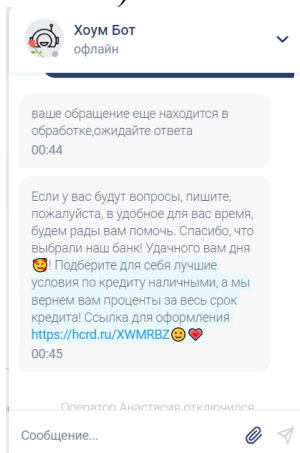 Хоум Бот
офлайн
ваше обращение еще находится в
обработке,ожидайте ответа
00:44
Если у вас будут вопросы, пишите,
пожалуйста, в удобное для вас время,
будем рады вам помочь. Спасибо, что
выбрали наш банк! Удачного вам дня
🥰! Подберите для себя лучшие
условия по кредиту наличными, а мы
вернем вам проценты за весь срок
кредита! Ссылка для оформления
https://hcrd.ru/XWMRBZ🙂❤️
00:45
Оператор Анастасия отключился
Сообщение...